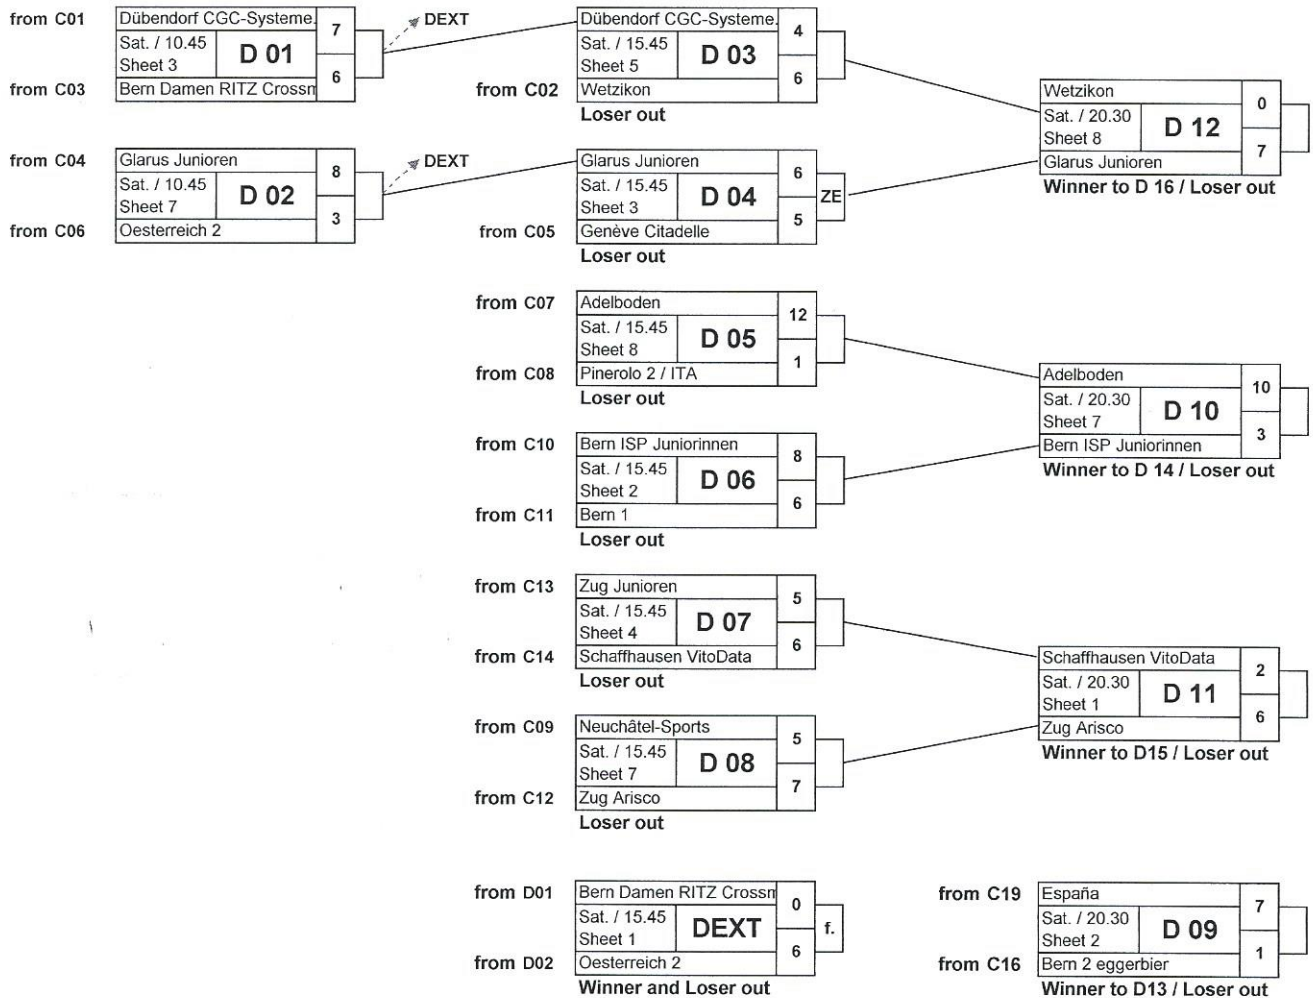 from C01
Dübendorf CGC-Systeme.
7
Sat. / 10.45
Sheet 3
D 01
6
from C03
Bern Damen RITZ Crossm
DEXT
from C04
Glarus Junioren
8
Sat. / 10.45
Sheet 7
D 02
3
from C06
Oesterreich 2
DEXT
Dübendorf CGC-Systeme.
4
Sat. / 15.45
Sheet 5
D 03
6
from C02
Wetzikon
Loser out
Glarus Junioren
6
Sat. / 15.45
Sheet 3
D 04
5
ZE
from C05
Genève Citadelle
Loser out
from C07
Adelboden
12
Sat. / 15.45
Sheet 8
D 05
1
from C08
Pinerolo 2 / ITA
Loser out
from C10
Bern ISP Juniorinnen
8
Sat. / 15.45
Sheet 2
D 06
6
from C11
Bern 1
Loser out
from C13
Zug Junioren
5
Sat. / 15.45
Sheet 4
D 07
6
from C14
Schaffhausen VitoData
Loser out
from C09
Neuchâtel-Sports
5
Sat. / 15.45
Sheet 7
D 08
7
from C12
Zug Arisco
Loser out
from D01
Bern Damen RITZ Crossm
0
Sat. / 15.45
Sheet 1
DEXT
6
f.
from D02
Oesterreich 2
Winner and Loser out
Wetzikon
0
Sat. / 20.30
Sheet 8
D 12
7
Glarus Junioren
Winner to D 16 / Loser out
Adelboden
10
Sat. / 20.30
Sheet 7
D 10
3
Bern ISP Juniorinnen
Winner to D 14 / Loser out
Schaffhausen VitoData
2
Sat. / 20.30
Sheet 1
D 11
6
Zug Arisco
Winner to D15 / Loser out
from C19
España
7
Sat. / 20.30
Sheet 2
D 09
1
from C16
Bern 2 eggerbier
Winner to D13 / Loser out